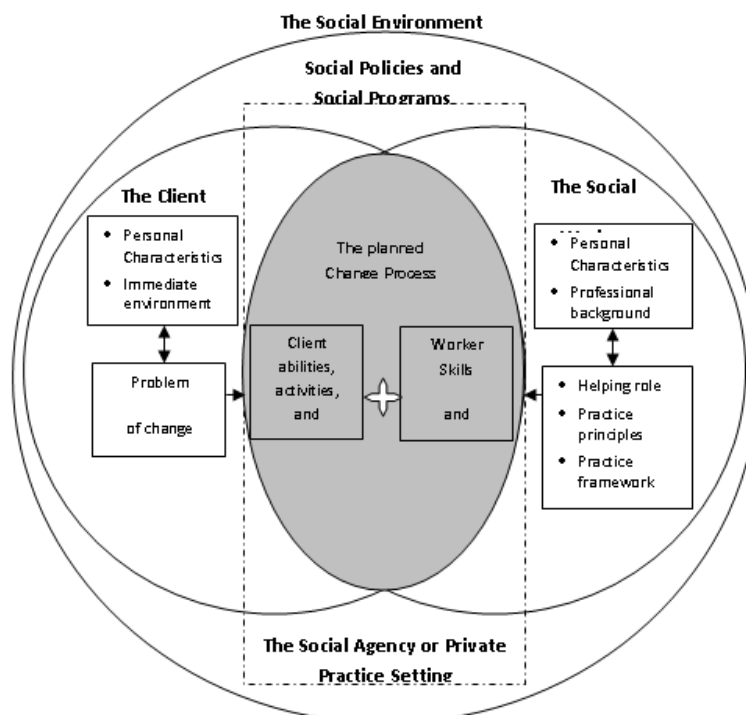 The Social Environment
Social Policies and
Social Programs
The Client
• Personal
Characteristics
• Immediate
environment
Problem
of change
The planned
Change Process
Client
abilities,
activities,
and
Worker
Skills
and
The Social
• Personal
Characteristics
• Professional
background
• Helping role
• Practice
principles
• Practice
framework
The Social Agency or Private
Practice Setting